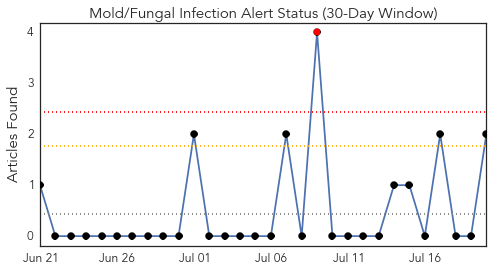 Mold/Fungal Infection Alert Status (30-Day Window)
Articles Found
4
3
2
1
0
Jun 21 Jun 26 Jul 01 Jul 06 Jul 11 Jul 16